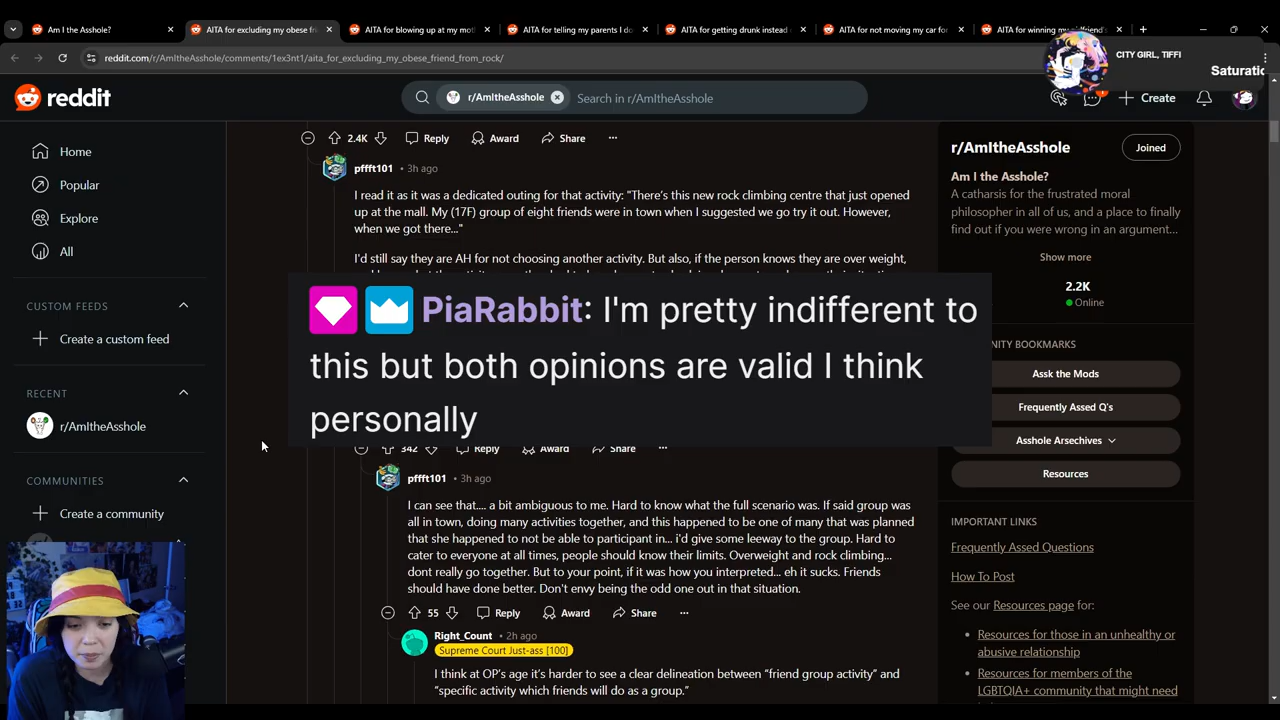 Am I the Asshole?
AITA for excluding my obese fri
AITA for blowing up at my mot
AITA for telling my parents I do
AITA for getting drunk instead
AITA for not moving my car for
AITA for winning my girlfriend'
reddit.com/r/AmItheAsshole/comments/1ex3nt1/aita_for_excluding_my_obese_friend_from_rock/
CITY GIRL, TIFFI
Saturatic
reddit
r/AmItheAsshole
Search in r/AmItheAsshole
Create
Home
Popular
Explore
All
CUSTOM FEEDS
Create a custom feed
RECENT
r/AmItheAsshole
COMMUNITIES
Create a community
2.4K Reply Award Share
pffft101 • 3h ago
I read it as it was a dedicated outing for that activity: "There's this new rock climbing centre that just opened
up at the mall. My (17F) group of eight friends were in town when I suggested we go try it out. However,
when we got there..."
I'd still say they are AH for not choosing another activity. But also, if the person knows they are over weight,
PiaRabbit: I'm pretty indifferent to
this but both opinions are valid I think
personally
342 Reply Award Share
pffft101 • 3h ago
I can see that.... a bit ambiguous to me. Hard to know what the full scenario was. If said group was
all in town, doing many activities together, and this happened to be one of many that was planned
that she happened to not be able to participate in... i'd give some leeway to the group. Hard to
cater to everyone at all times, people should know their limits. Overweight and rock climbing...
dont really go together. But to your point, if it was how you interpreted... eh it sucks. Friends
should have done better. Don't envy being the odd one out in that situation.
55 Reply Award Share
Right_Count • 2h ago
Supreme Court Just-ass [100]
I think at OP's age it's harder to see a clear delineation between "friend group activity" and
"specific activity which friends will do as a group."
r/AmItheAsshole
Joined
Am I the Asshole?
A catharsis for the frustrated moral
philosopher in all of us, and a place to finally
find out if you were wrong in an argument...
Show more
2.2K
Online
NITY BOOKMARKS
Assk the Mods
Frequently Assed Q's
Asshole Arsechives
Resources
IMPORTANT LINKS
Frequently Assed Questions
How To Post
See our Resources page for:
Resources for those in an unhealthy or
abusive relationship
Resources for members of the
LGBTQIA+ community that might need